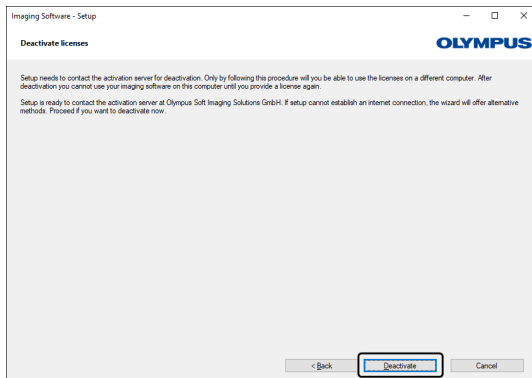 Imaging Software - Setup
Deactivate licenses
OLYMPUS
Setup needs to contact the activation server for deactivation. Only by following this procedure will you be able to use the licenses on a different computer. After
deactivation you cannot use your imaging software on this computer until you provide a license again.
Setup is ready to contact the activation server at Olympus Soft Imaging Solutions GmbH. If setup cannot establish an internet connection, the wizard will offer alternative
methods. Proceed if you want to deactivate now.
< Back Deactivate Cancel